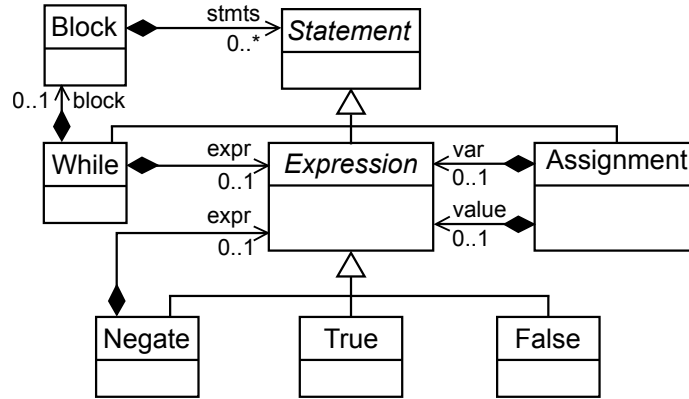 Block
stmts
0..*
Statement
0..1
block
While
expr
0..1
Expression
var
0..1
Assignment
value
0..1
expr
0..1
Negate
True
False